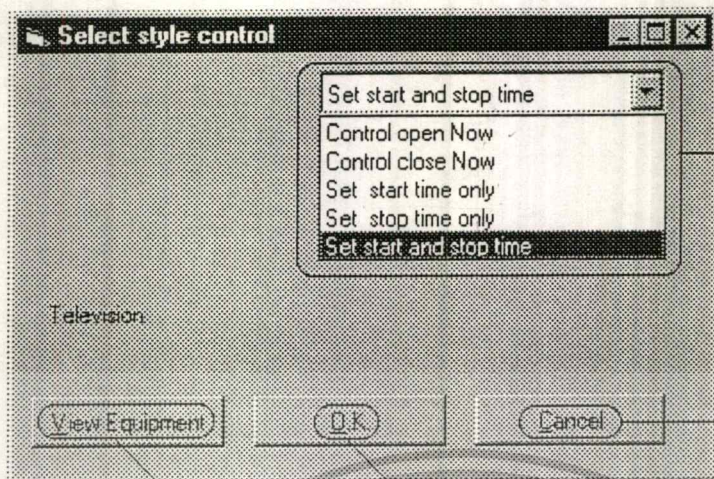 Select style control
Set start and stop time
Control open Now
Control close Now
Set start time only
Set stop time only
Set start and stop time
Television
View Equipment
O.K.
Cancel